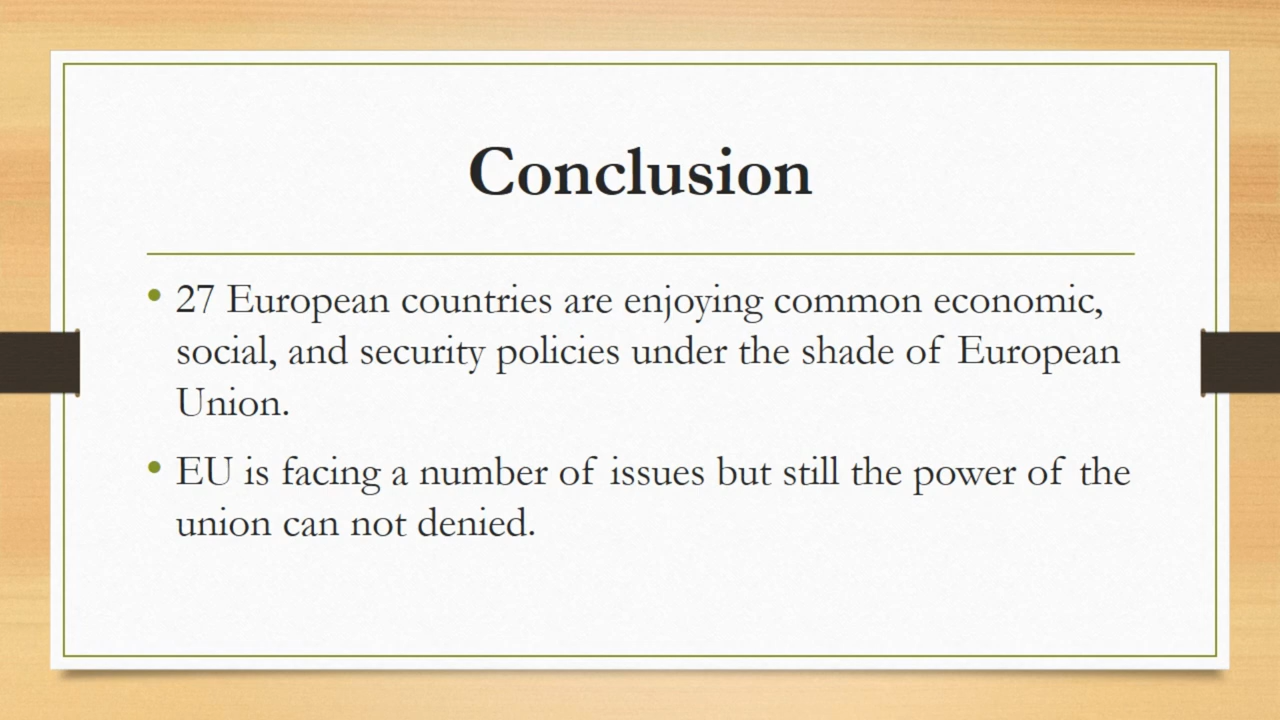 Conclusion
• 27 European countries are enjoying common economic,
social, and security policies under the shade of European
Union.
• EU is facing a number of issues but still the power of the
union can not denied.